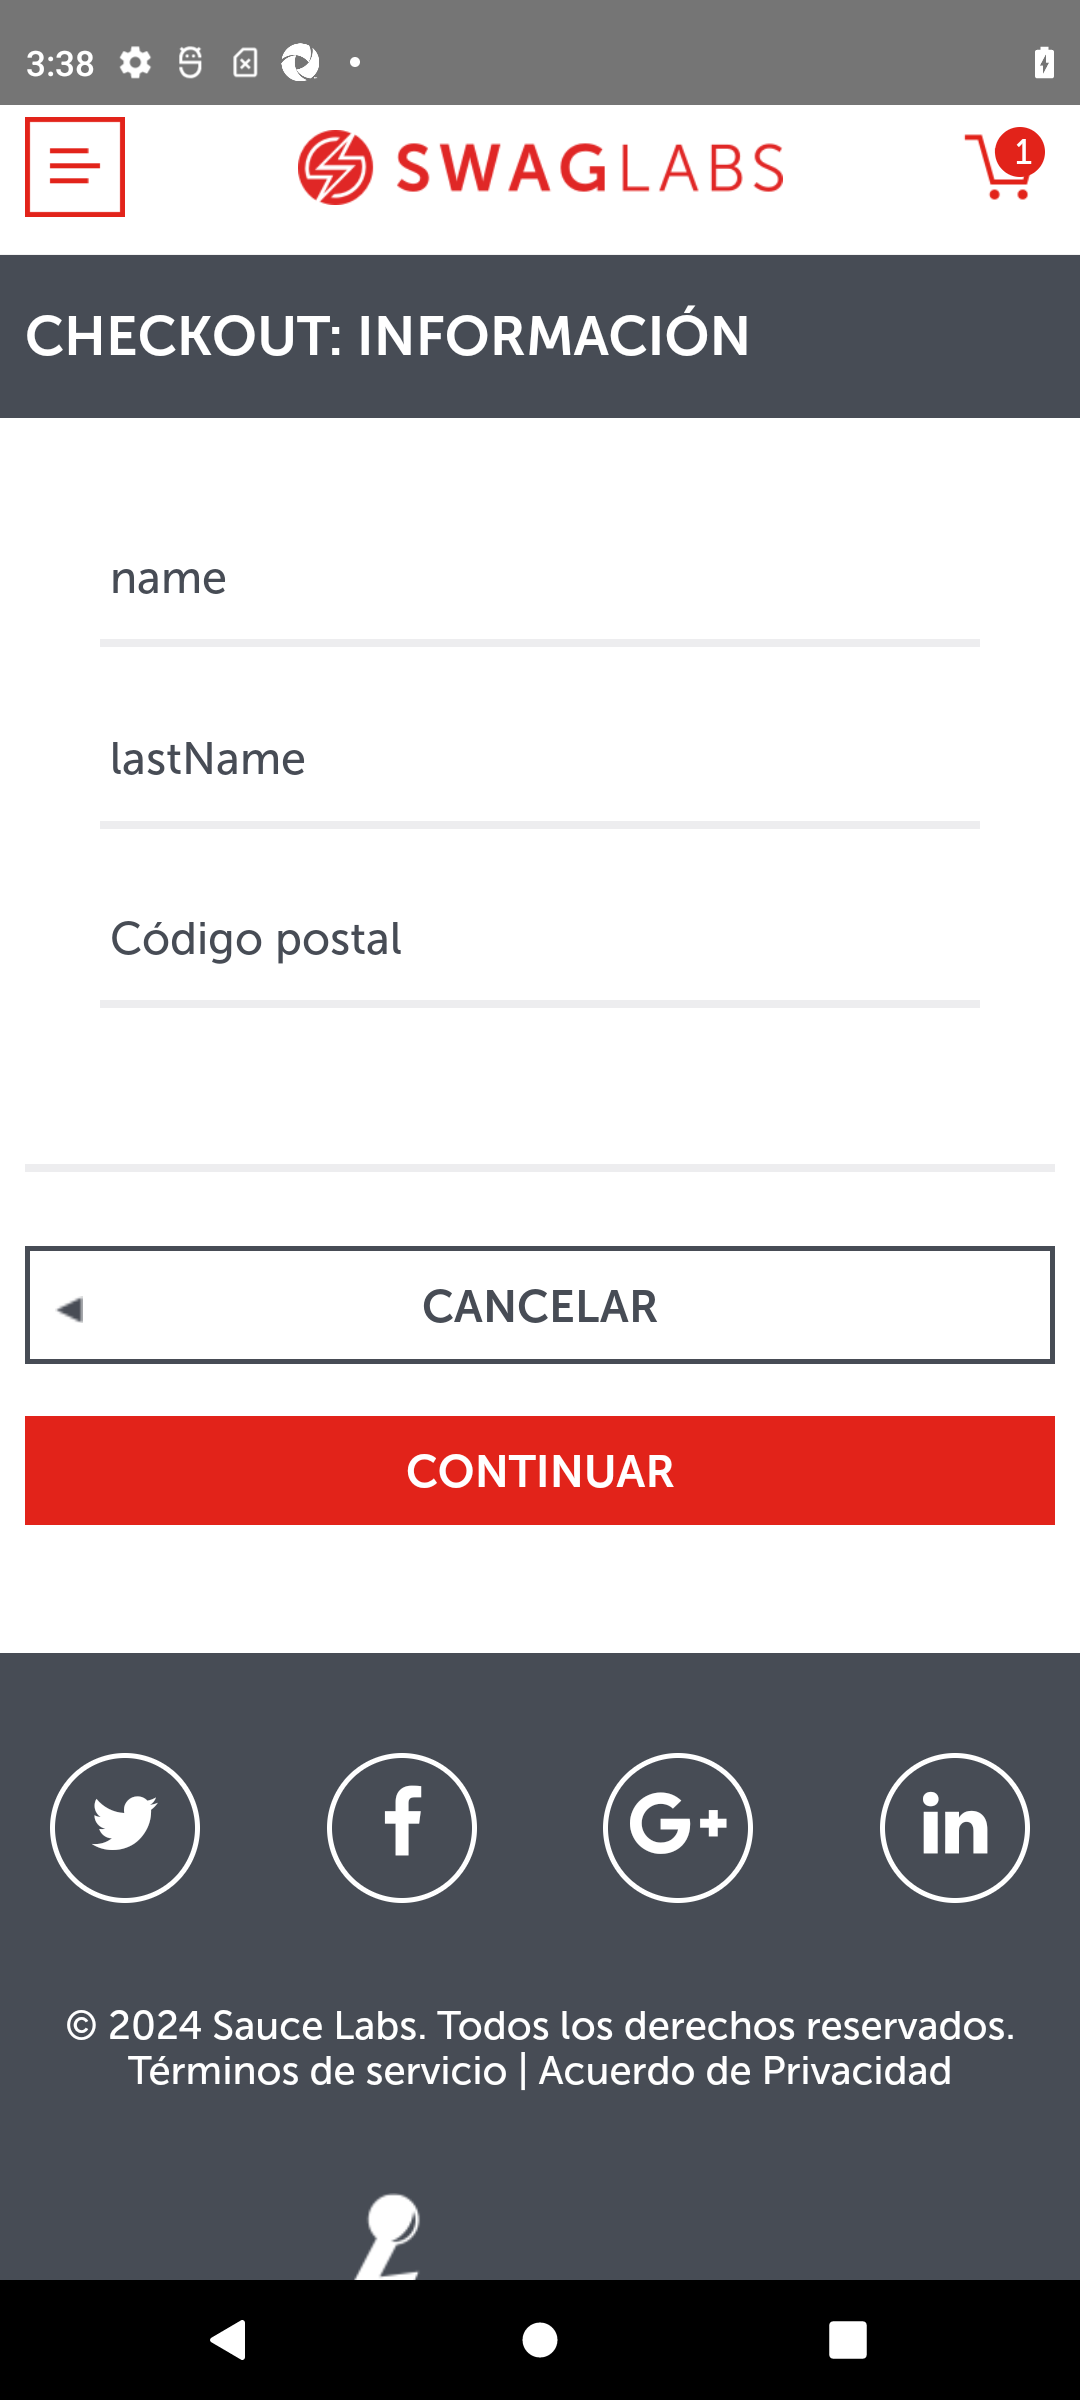 3:38
SWAGLABS
1
CHECKOUT: INFORMACIÓN
name
lastName
Código postal
CANCELAR
CONTINUAR
© 2024 Sauce Labs. Todos los derechos reservados.
Términos de servicio | Acuerdo de Privacidad